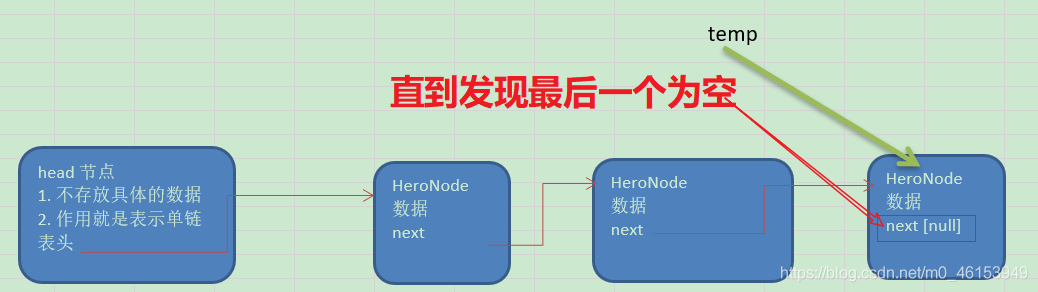 temp
直到发现最后一个为空
head 节点
1. 不存放具体的数据
2. 作用就是表示单链
表头
HeroNode
数据
next
HeroNode
数据
next
HeroNode
数据
next [null]
https://blog.csdn.net/m0_46153949